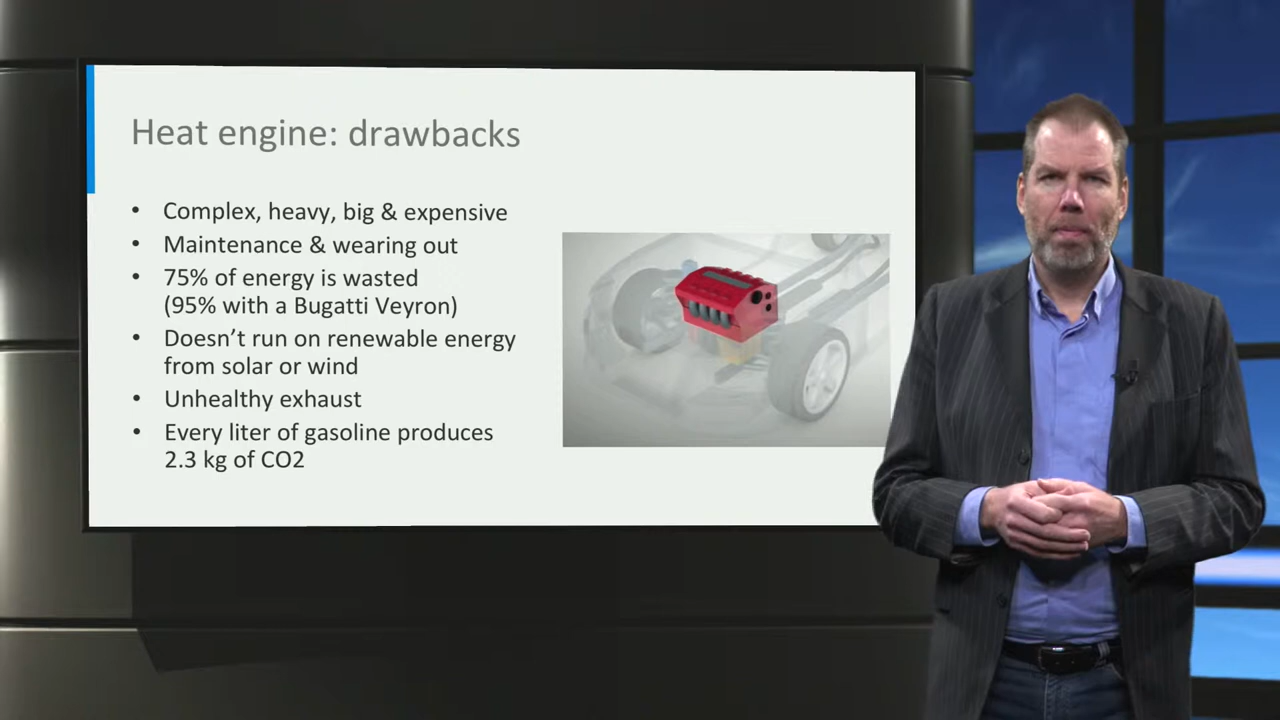 Heat engine: drawbacks
• Complex, heavy, big & expensive
• Maintenance & wearing out
• 75% of energy is wasted
(95% with a Bugatti Veyron)
• Doesn’t run on renewable energy
from solar or wind
• Unhealthy exhaust
• Every liter of gasoline produces
2.3 kg of CO2